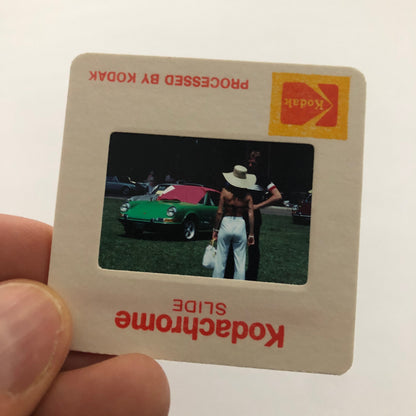 PROCESSED BY KODAK
Kodak
Kodachrome
SLIDE